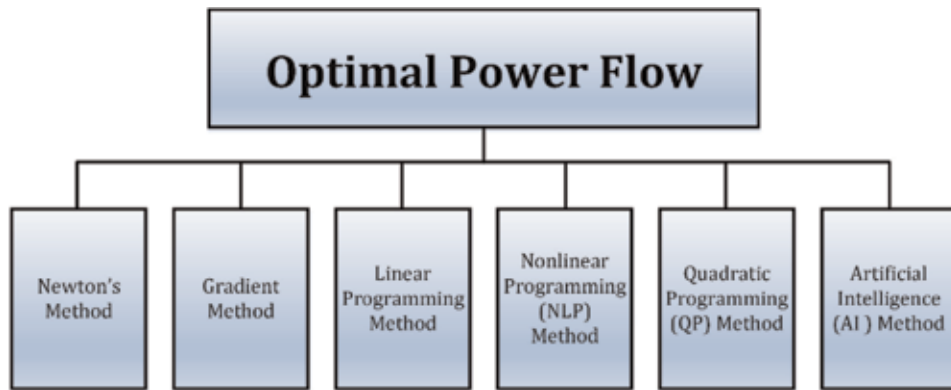 Optimal Power Flow
Newton's
Method
Gradient
Method
Linear
Programming
Method
Nonlinear
Programming
(NLP)
Method
Quadratic
Programming
(QP) Method
Artificial
Intelligence
(AI ) Method